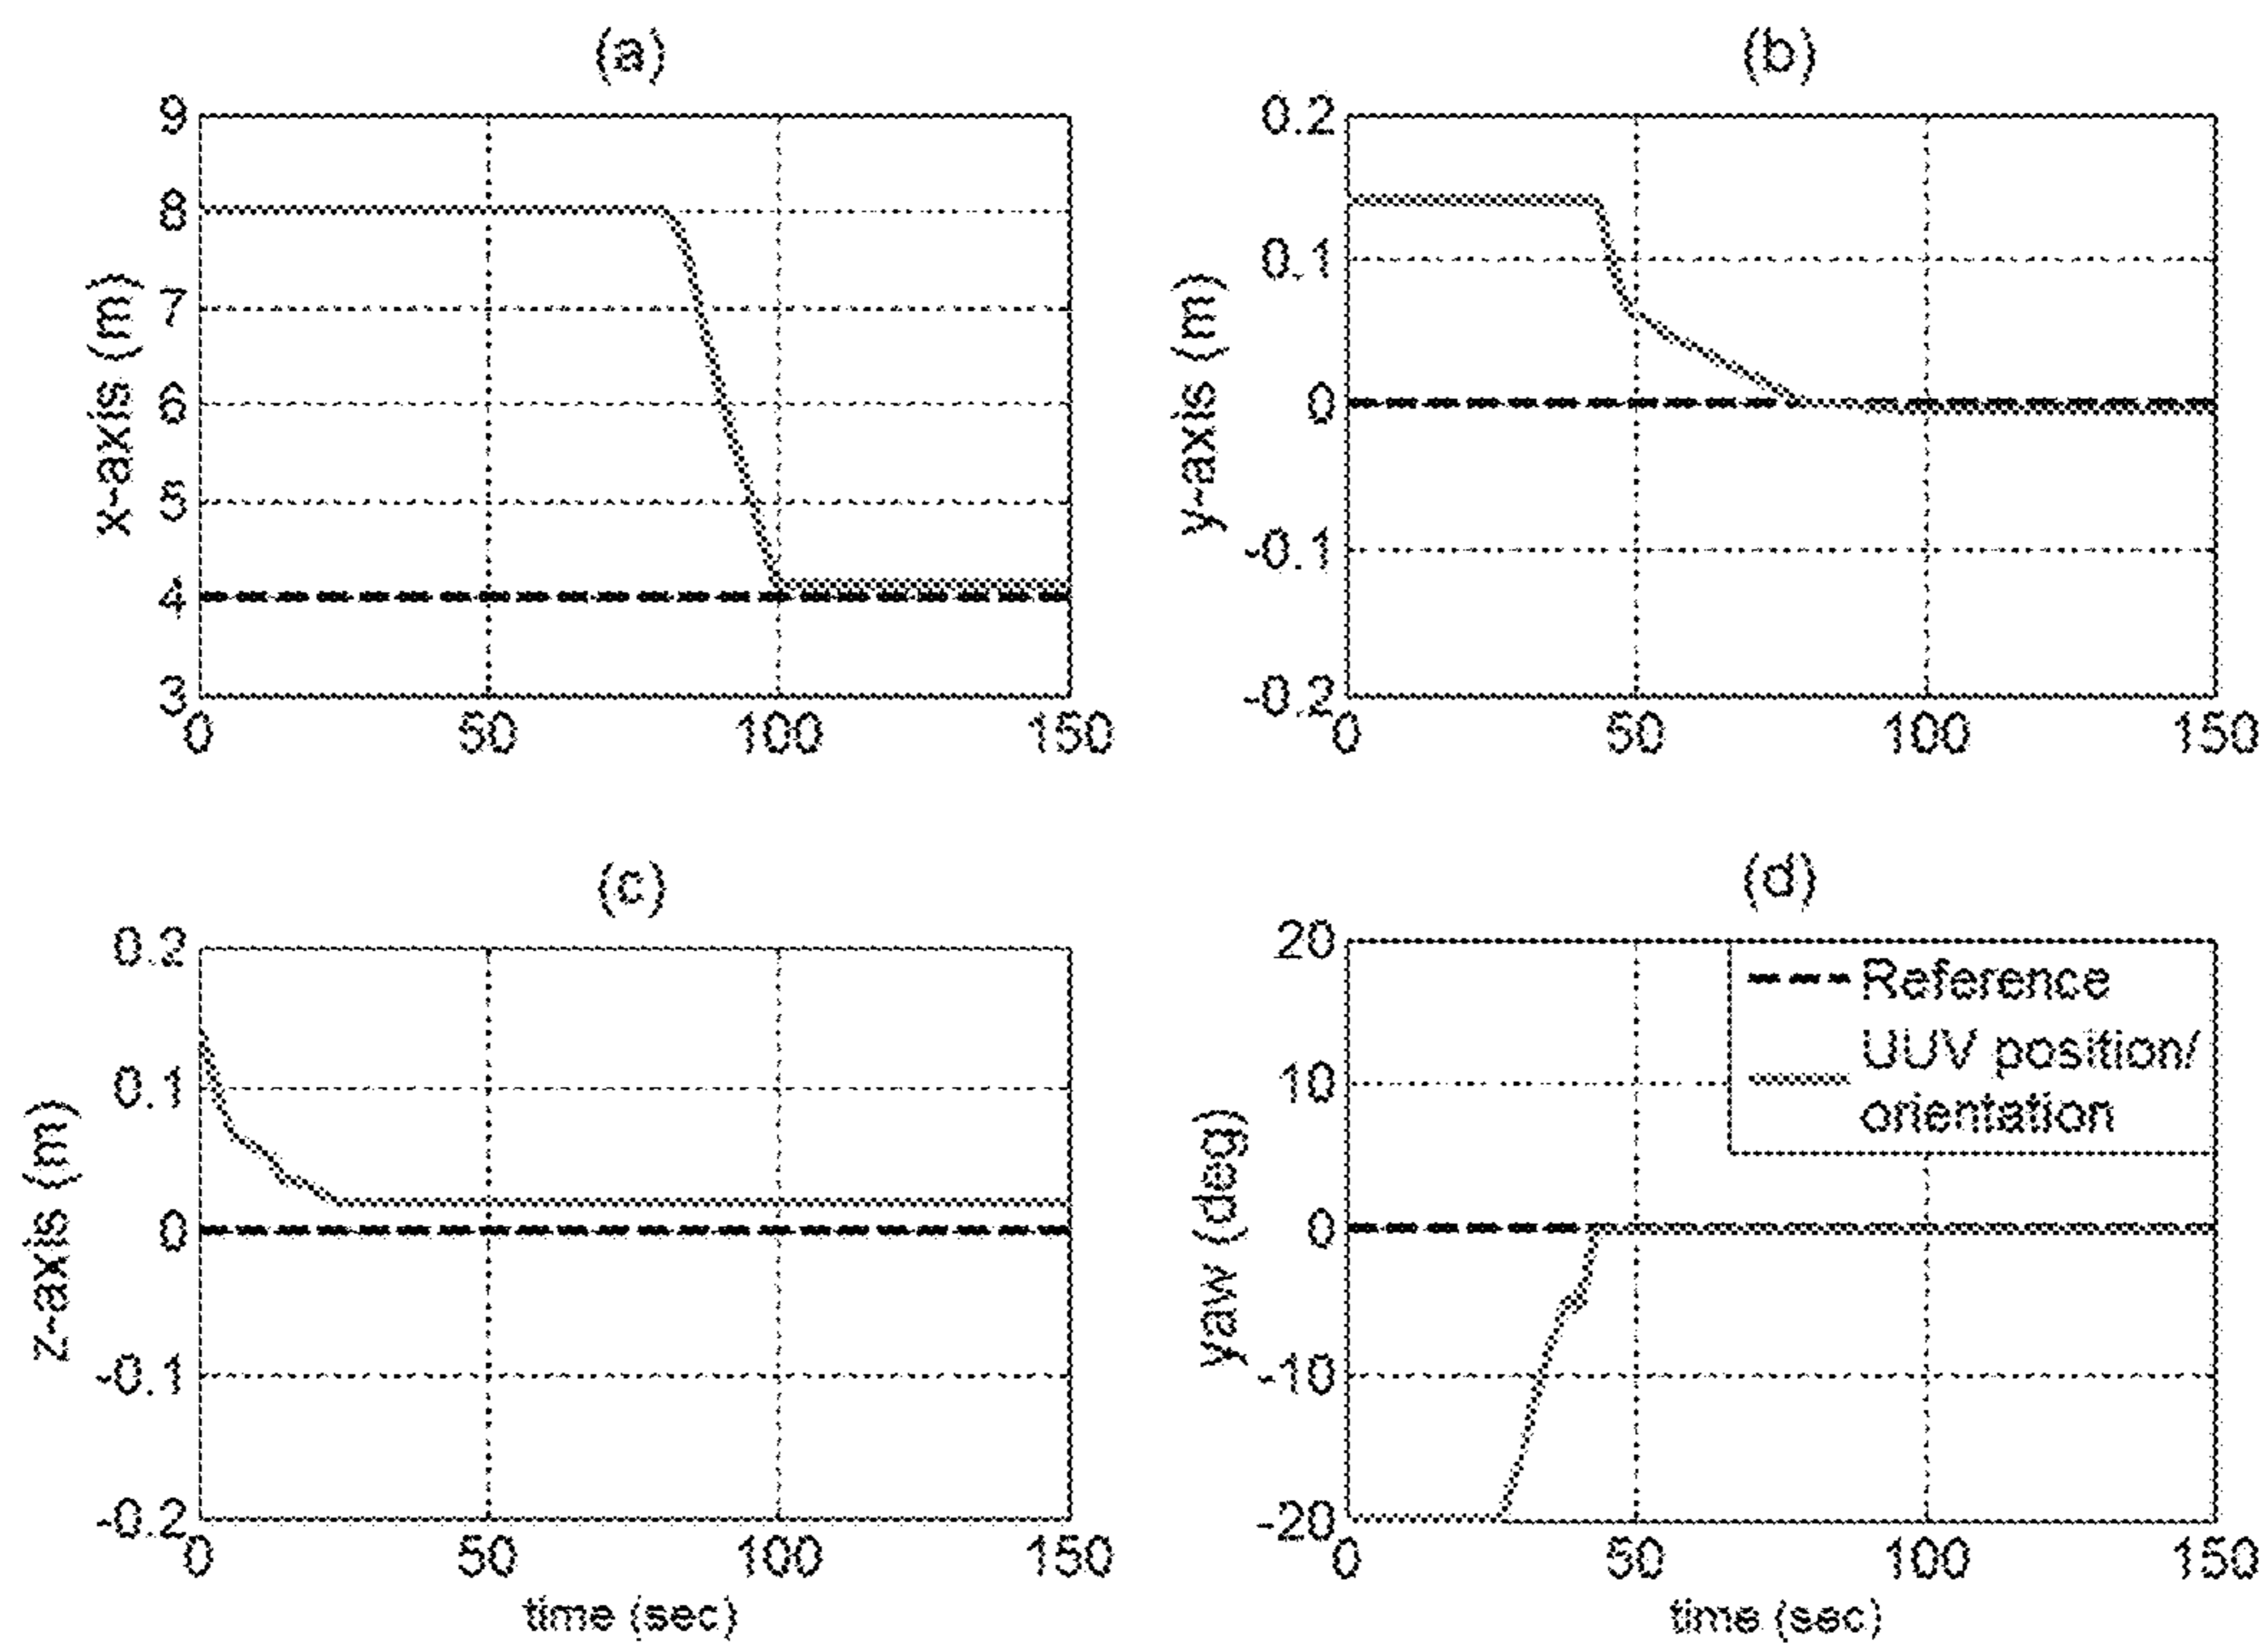 (a)
9
8
7
6
5
4
3
x-axis (m)
0 50 100 150
(b)
0.2
0.1
0
-0.1
-0.2
y-axis (m)
0 50 100 150
(c)
0.2
0.1
0
-0.1
-0.2
z-axis (m)
0 50 100 150
time (sec)
(d)
20
10
0
-10
-20
yaw (deg)
Reference
UUV position/
orientation
0 50 100 150
time (sec)